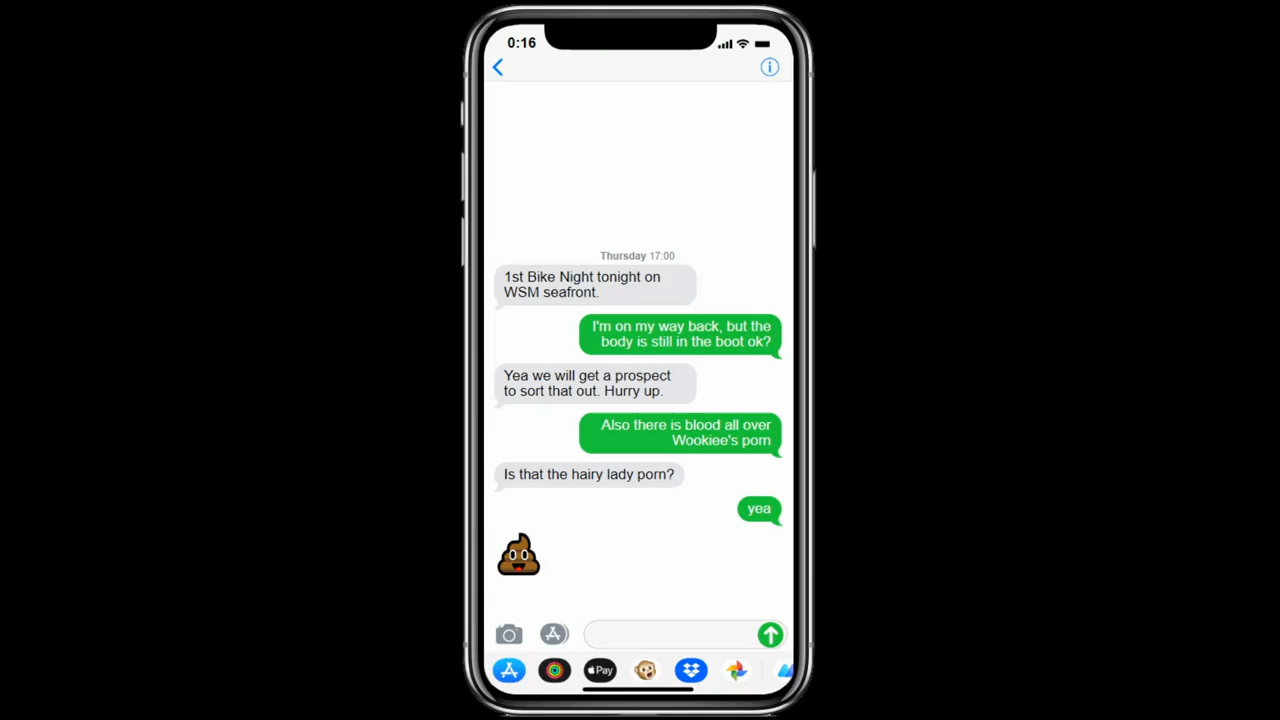 0:16
Thursday 17:00
1st Bike Night tonight on
WSM seafront.
I'm on my way back, but the
body is still in the boot ok?
Yea we will get a prospect
to sort that out. Hurry up.
Also there is blood all over
Wookiee's porn
Is that the hairy lady porn?
yea
Pay